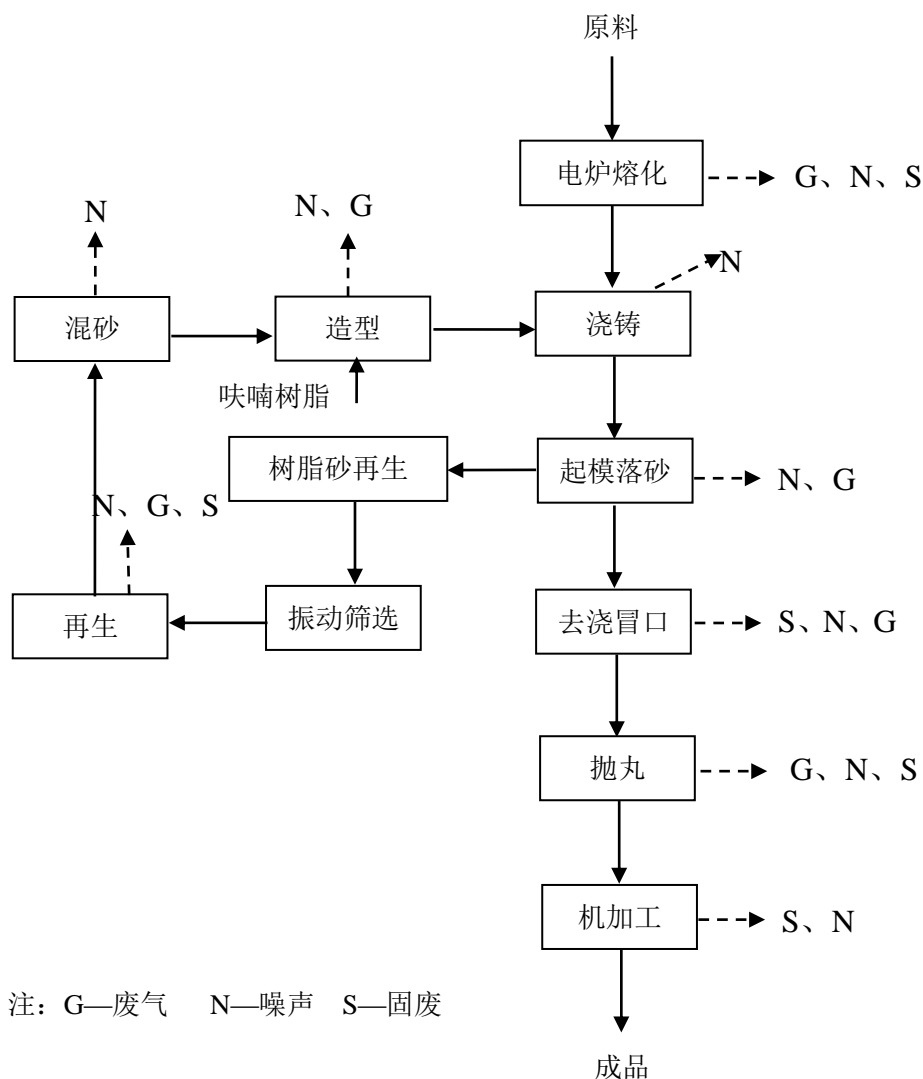 原料
电炉熔化
G、N、S
N
N、G
N
混砂
造型
浇铸
呋喃树脂
树脂砂再生
起模落砂
N、G
N、G、S
再生
振动筛选
去浇冒口
S、N、G
抛丸
G、N、S
机加工
S、N
注：G—废气 N—噪声 S—固废
成品